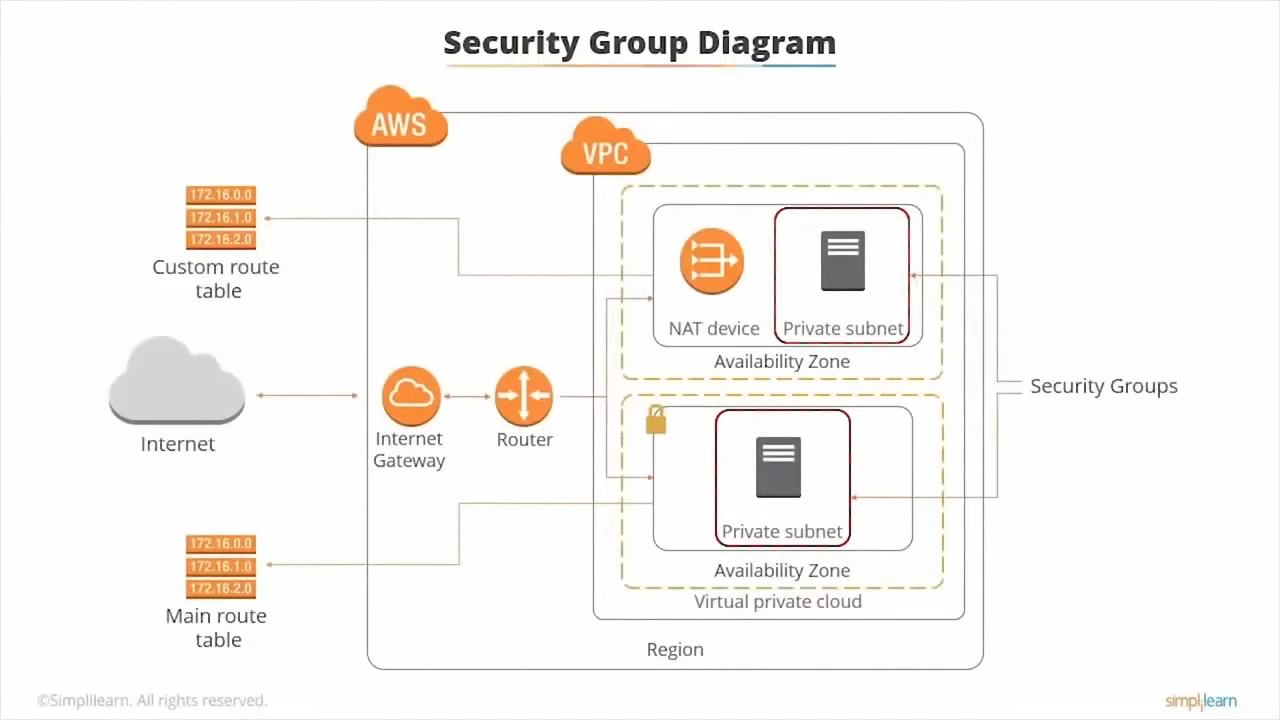 Security Group Diagram
AWS
VPC
172.16.0.0
172.16.1.0
172.16.2.0
Custom route
table
NAT device
Private subnet
Availability Zone
Internet
Internet
Gateway
Router
Security Groups
Private subnet
Availability Zone
Virtual private cloud
172.16.0.0
172.16.1.0
172.16.2.0
Main route
table
Region
©Simplilearn. All rights reserved.
simplilearn